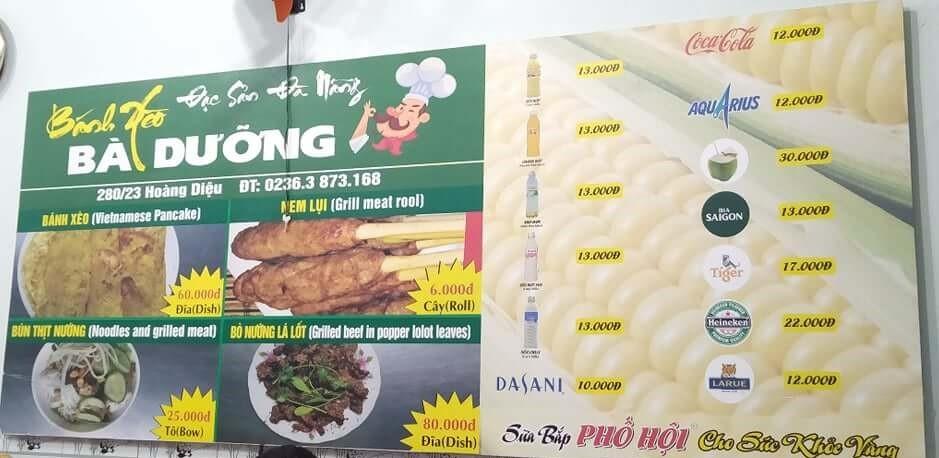 Bánh Xèo Đặc Sản Đà Nẵng
BÀ DƯỠNG
280/23 Hoàng Diệu ĐT: 0236.3 873.168
BÁNH XÈO (Vietnamese Pancake)
60.000đ
Đĩa(Dish)
NEM LỤI (Grill meat rool)
6.000đ
Cây(Roll)
BÚN THỊT NƯỚNG (Noodles and grilled meat)
25.000đ
Tô(Bow)
BÒ NƯỚNG LÁ LỐT (Grilled beef in popper lolot leaves)
80.000đ
Đĩa(Dish)
13.000Đ
13.000Đ
13.000Đ
13.000Đ
13.000Đ
DASANI 10.000Đ
Coca-Cola 12.000Đ
AQUARIUS 12.000Đ
30.000Đ
BIA
SAIGON 13.000Đ
Tiger 17.000Đ
Heineken 22.000Đ
LARUE 12.000Đ
Sữa Bắp PHỐ HỘI Cho Sức Khỏe Vàng